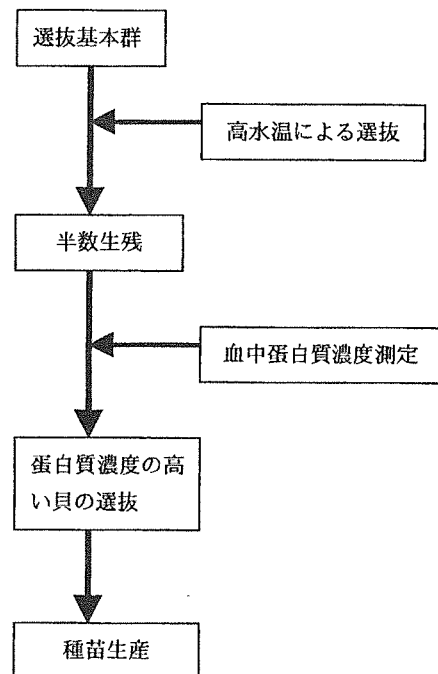 選抜基本群
高水温による選抜
半数生残
血中蛋白質濃度測定
蛋白質濃度の高
い貝の選抜
種苗生産